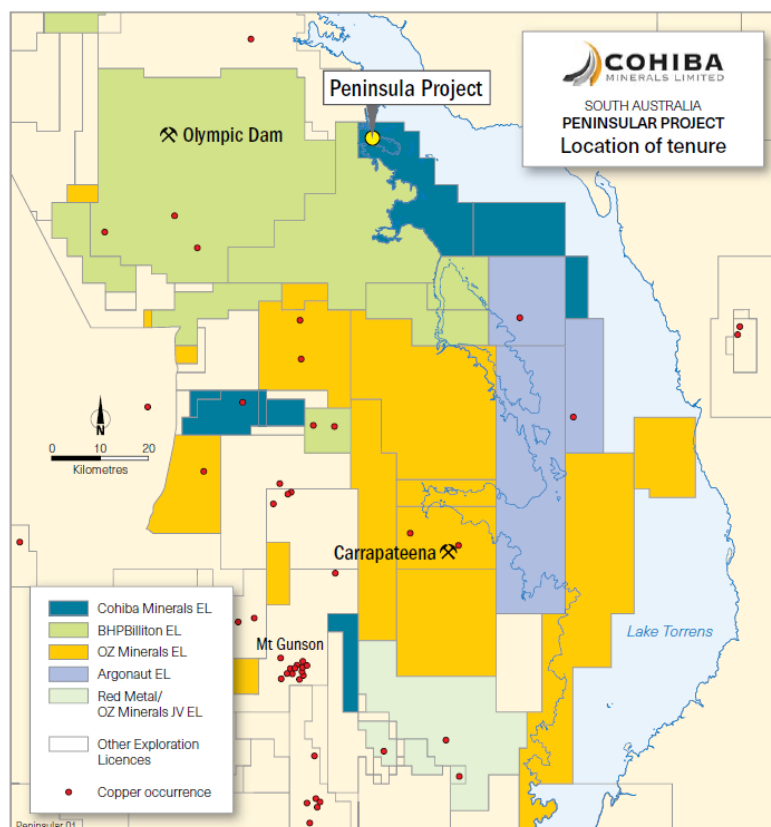 COHIBA
MINERALS LIMITED
SOUTH AUSTRALIA
PENINSULAR PROJECT
Location of tenure
Peninsula Project
Olympic Dam
N
0 10 20
Kilometres
Carrapateena
Mt Gunson
Lake Torrens
Cohiba Minerals EL
BHPBilliton EL
OZ Minerals EL
Argonaut EL
Red Metal/
OZ Minerals JV EL
Other Exploration
Licences
Copper occurrence
Peninsular 01